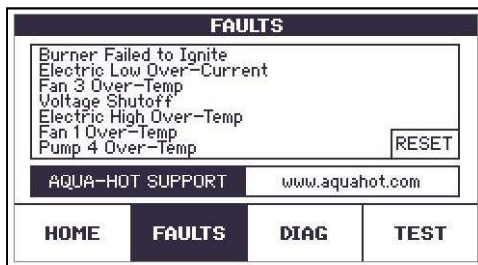 FAULTS
Burner Failed to Ignite
Electric Low Over-Current
Fan 3 Over-Temp
Voltage Shutoff
Electric High Over-Temp
Fan 1 Over-Temp
Pump 4 Over-Temp
RESET
AQUA-HOT SUPPORT www.aquahot.com
HOME FAULTS DIAG TEST